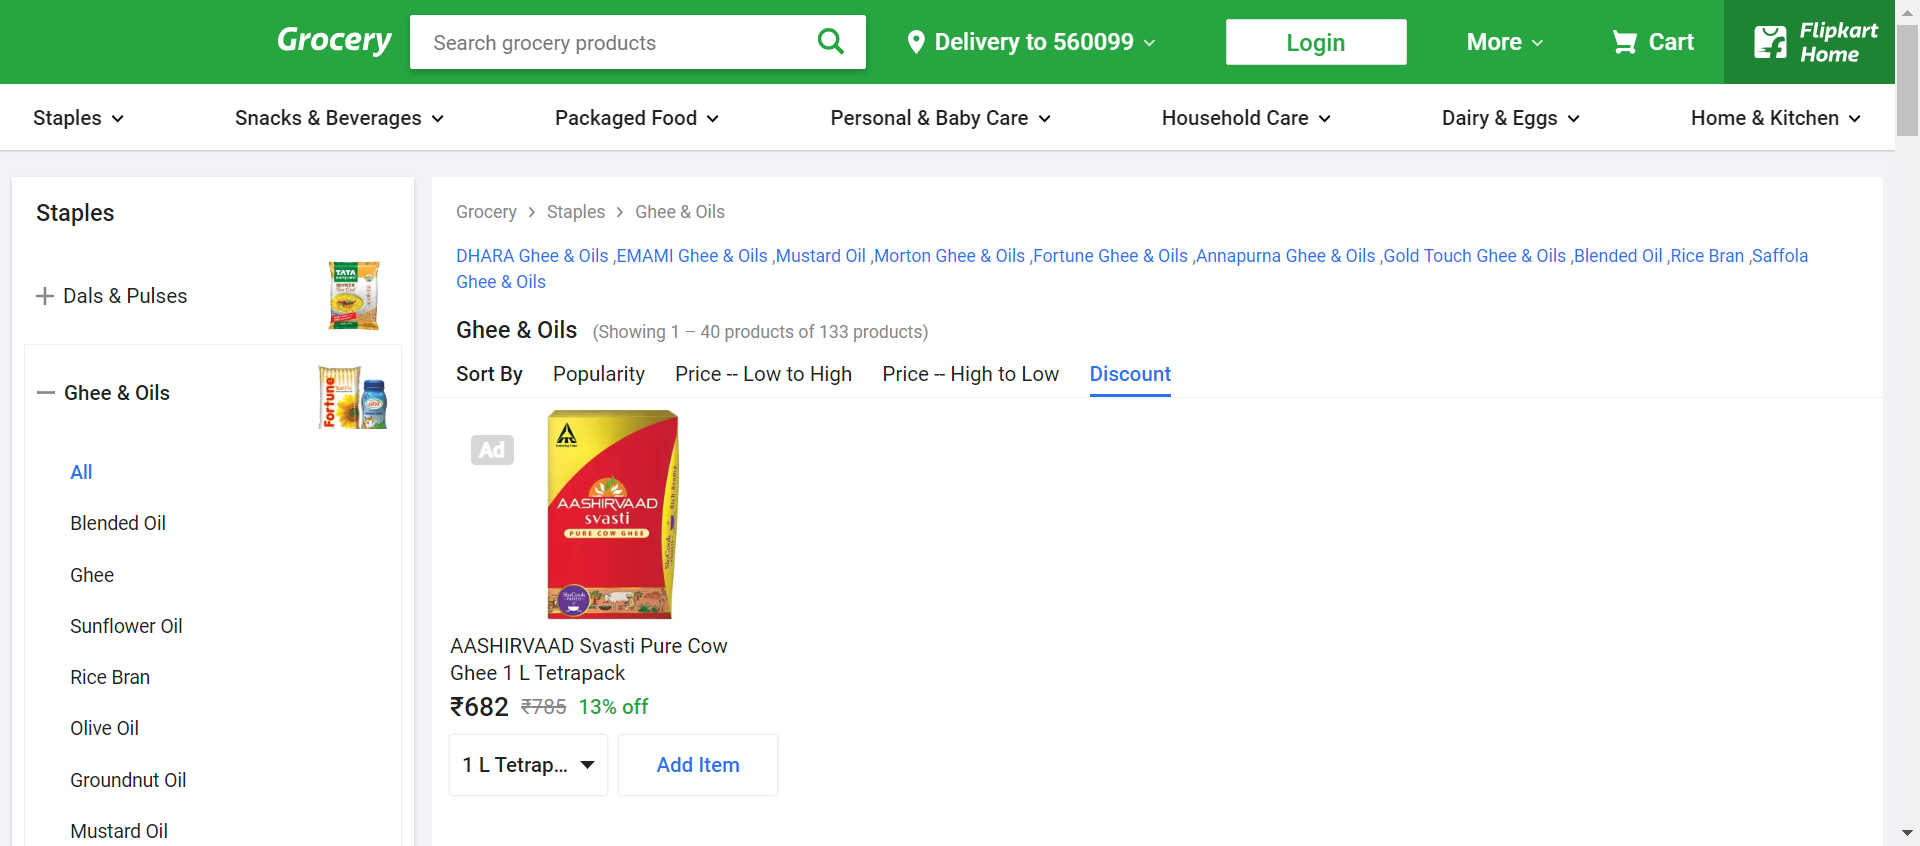 Grocery
Search grocery products
Delivery to 560099
Login
More
Cart
Flipkart
Home
Staples
Snacks & Beverages
Packaged Food
Personal & Baby Care
Household Care
Dairy & Eggs
Home & Kitchen
Staples
Dals & Pulses
TATA
Ghee & Oils
Fortune
All
Blended Oil
Ghee
Sunflower Oil
Rice Bran
Olive Oil
Groundnut Oil
Mustard Oil
Grocery > Staples > Ghee & Oils
DHARA Ghee & Oils ,EMAMI Ghee & Oils ,Mustard Oil ,Morton Ghee & Oils ,Fortune Ghee & Oils ,Annapurna Ghee & Oils ,Gold Touch Ghee & Oils ,Blended Oil ,Rice Bran ,Saffola
Ghee & Oils
Ghee & Oils (Showing 1 – 40 products of 133 products)
Sort By Popularity Price -- Low to High Price -- High to Low Discount
Ad
AASHIRVAAD
svasti
PURE COW GHEE
Rich Aroma
SloCook
AASHIRVAAD Svasti Pure Cow
Ghee 1 L Tetrapack
₹682 ₹785 13% off
1 L Tetrap...
Add Item